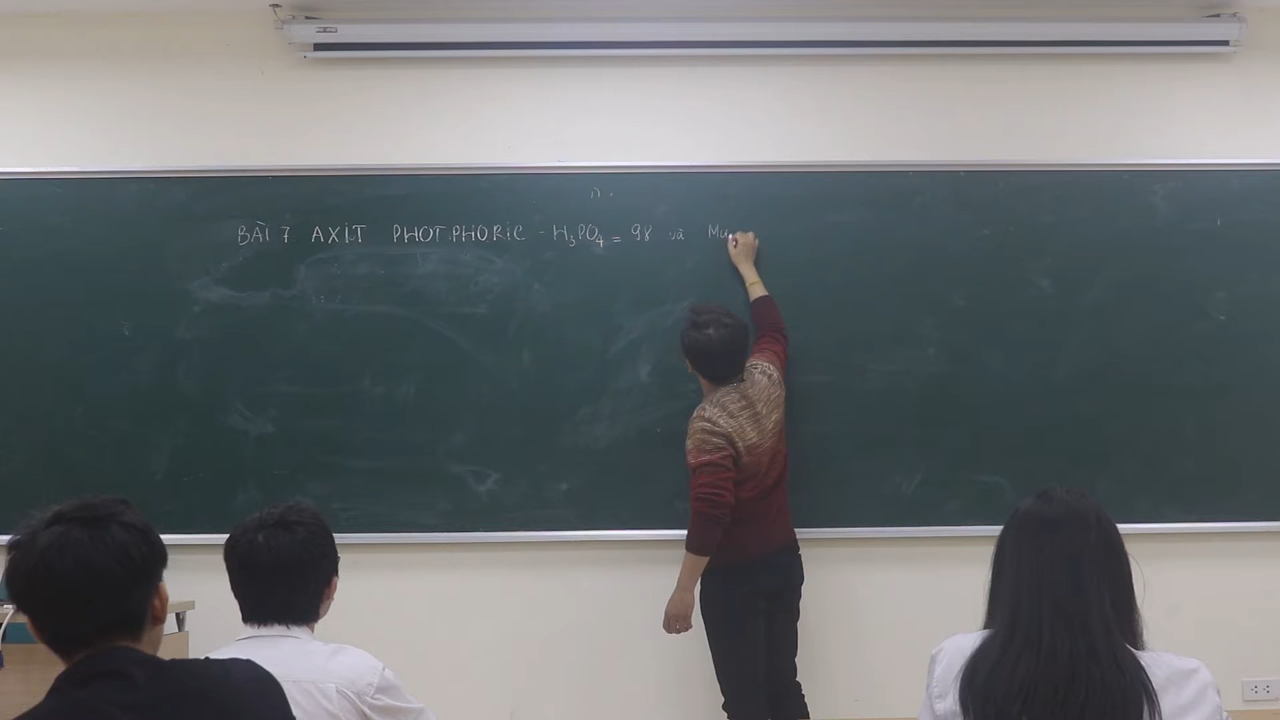 BÀI 7 AXIT PHOTPHORIC - H₃PO₄ = 98 và Mu